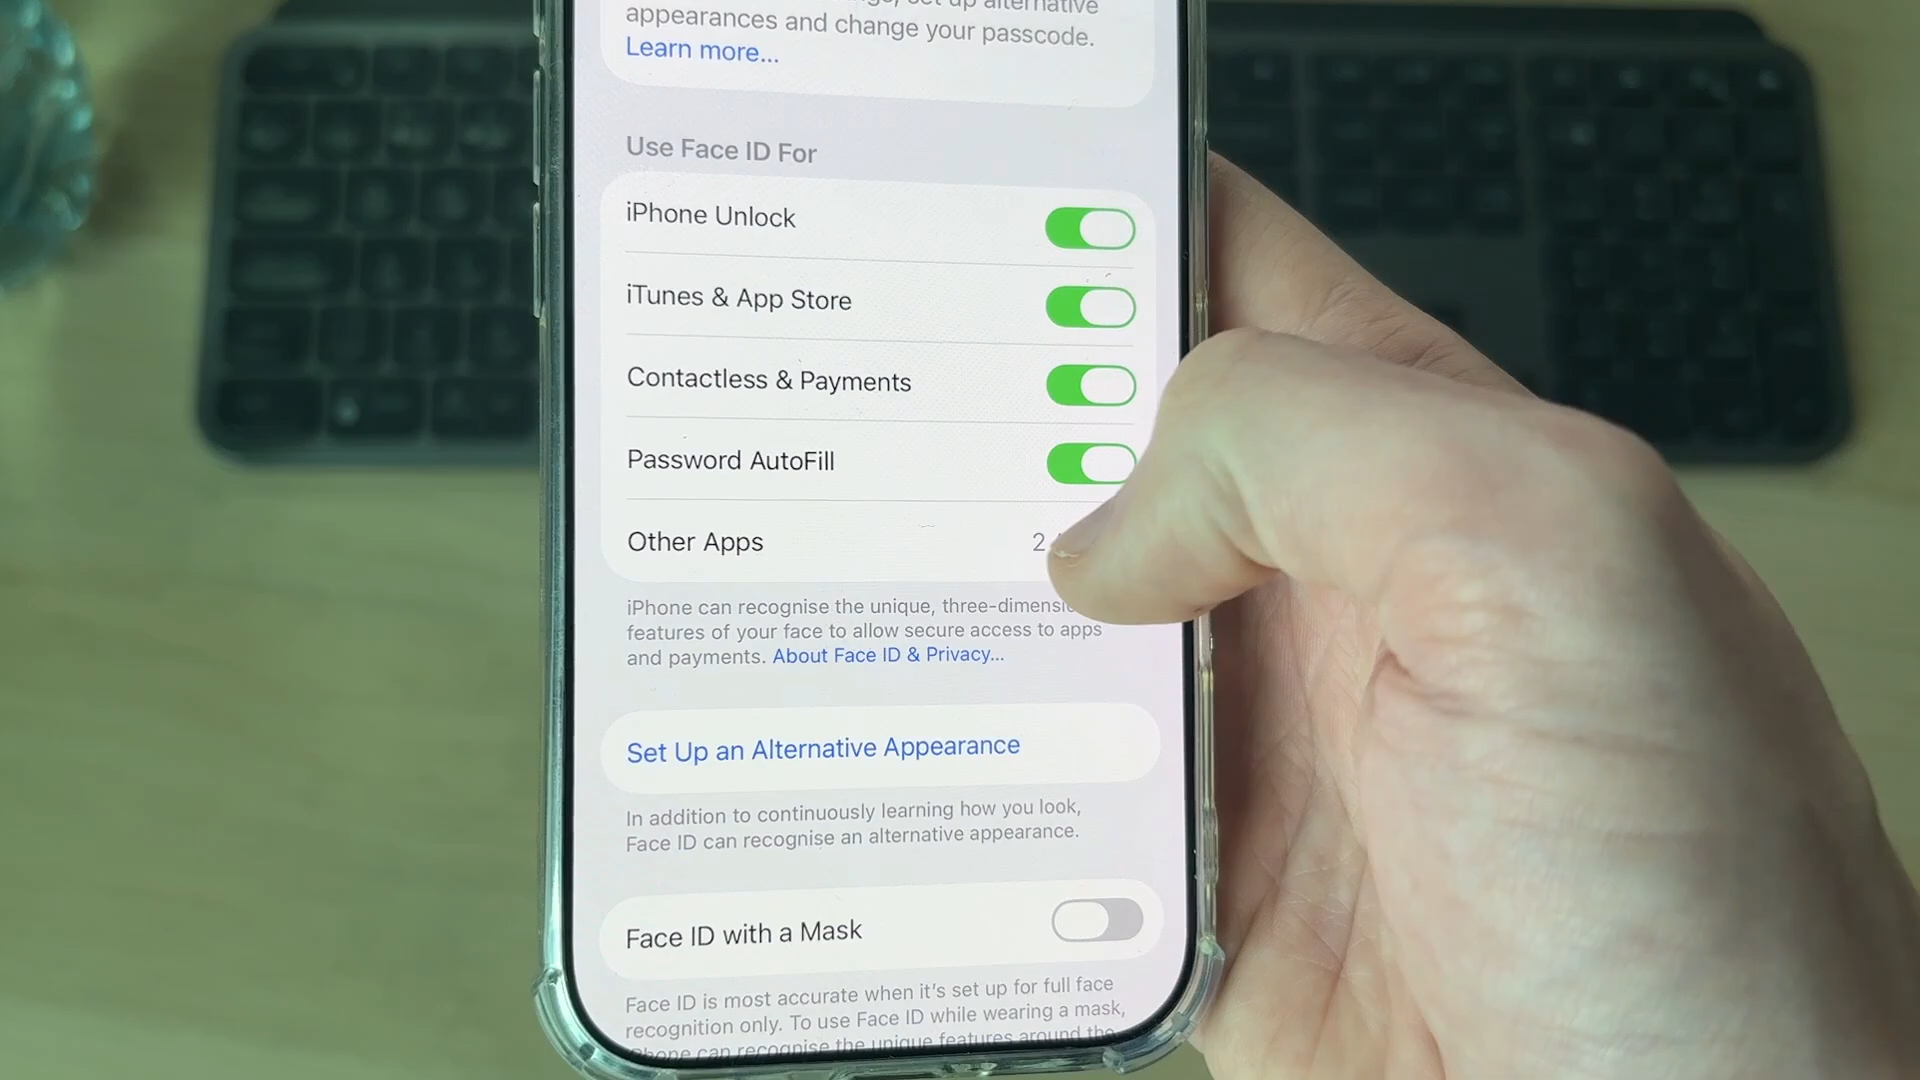 set up alternative
appearances and change your passcode.
Learn more...
Use Face ID For
iPhone Unlock
iTunes & App Store
Contactless & Payments
Password AutoFill
Other Apps 2
iPhone can recognise the unique,
features of your face to allow secure access to apps
and payments. About Face ID & Privacy...
Set Up an Alternative Appearance
In addition to continuously learning how you look,
Face ID can recognise an alternative appearance.
Face ID with a Mask
Face ID is most accurate when it's set up for full face
recognition only. To use Face ID while wearing a mask,
iPhone can recognise the unique features around the